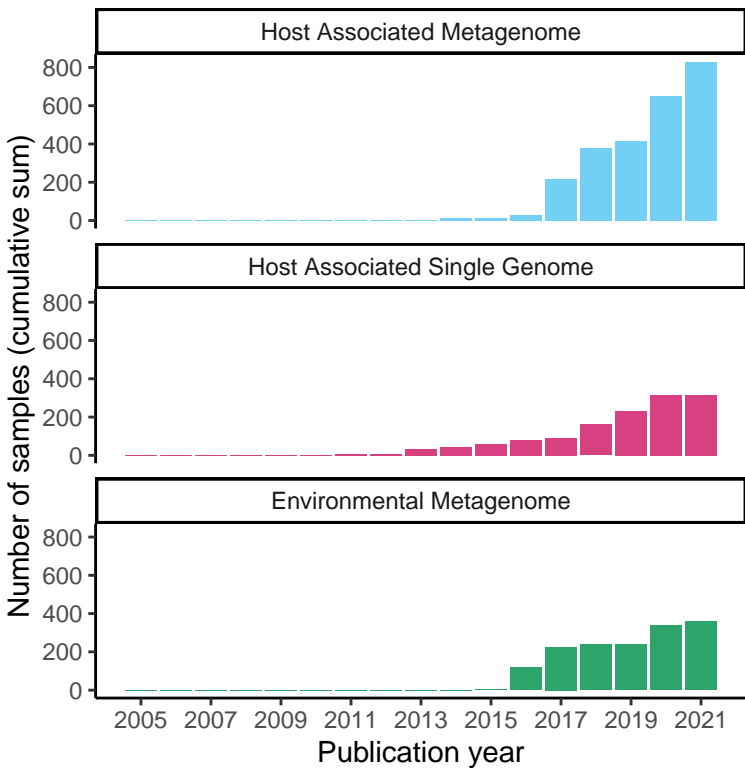 Host Associated Metagenome
800
600
400
200
0
Host Associated Single Genome
800
600
400
200
0
Environmental Metagenome
800
600
400
200
0
2005 2007 2009 2011 2013 2015 2017 2019 2021
Publication year
Number of samples (cumulative sum)